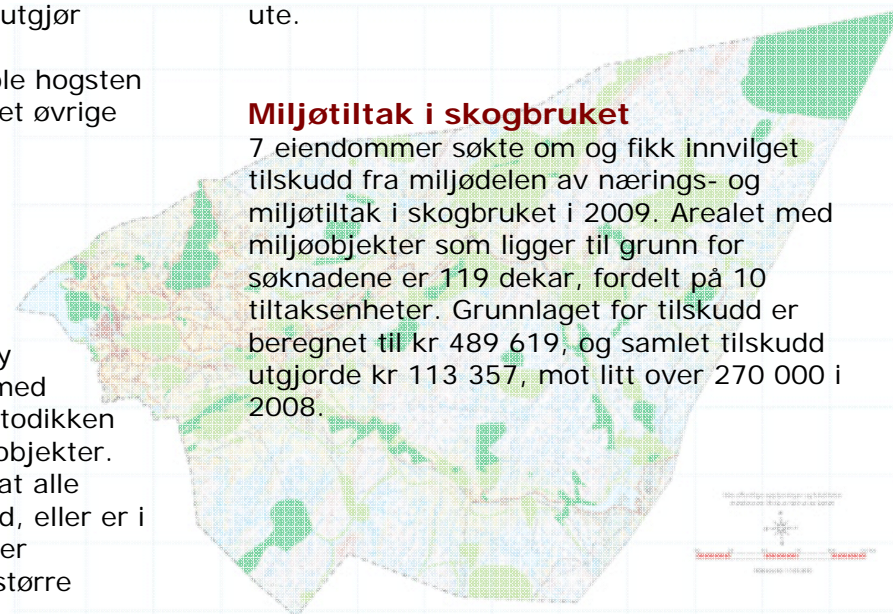 utgjør
ple hogsten
et øvrige
y
med
todikken
objekter.
at alle
d, eller er i
er
større
ute.
Miljøtiltak i skogbruket
7 eiendommer søkte om og fikk innvilget
tilskudd fra miljødelen av nærings- og
miljøtiltak i skogbruket i 2009. Arealet med
miljøobjekter som ligger til grunn for
søknadene er 119 dekar, fordelt på 10
tiltaksenheter. Grunnlaget for tilskudd er
beregnet til kr 489 619, og samlet tilskudd
utgjorde kr 113 357, mot litt over 270 000 i
2008.